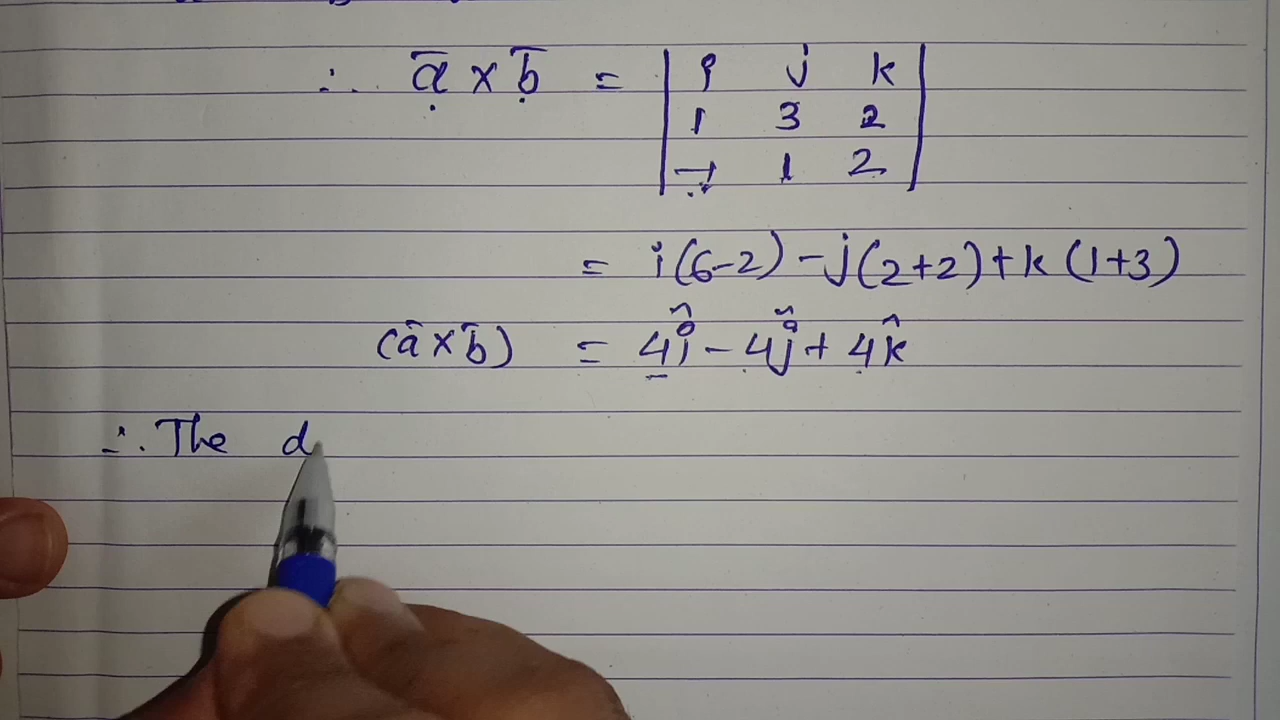 ∴ a̅ × b̅ = | i j k |
| 1 3 2 |
| -1 1 2 |
= i(6-2) - j(2+2) + k(1+3)
(a̅ × b̅) = 4î - 4ĵ + 4k̂
∴ The d